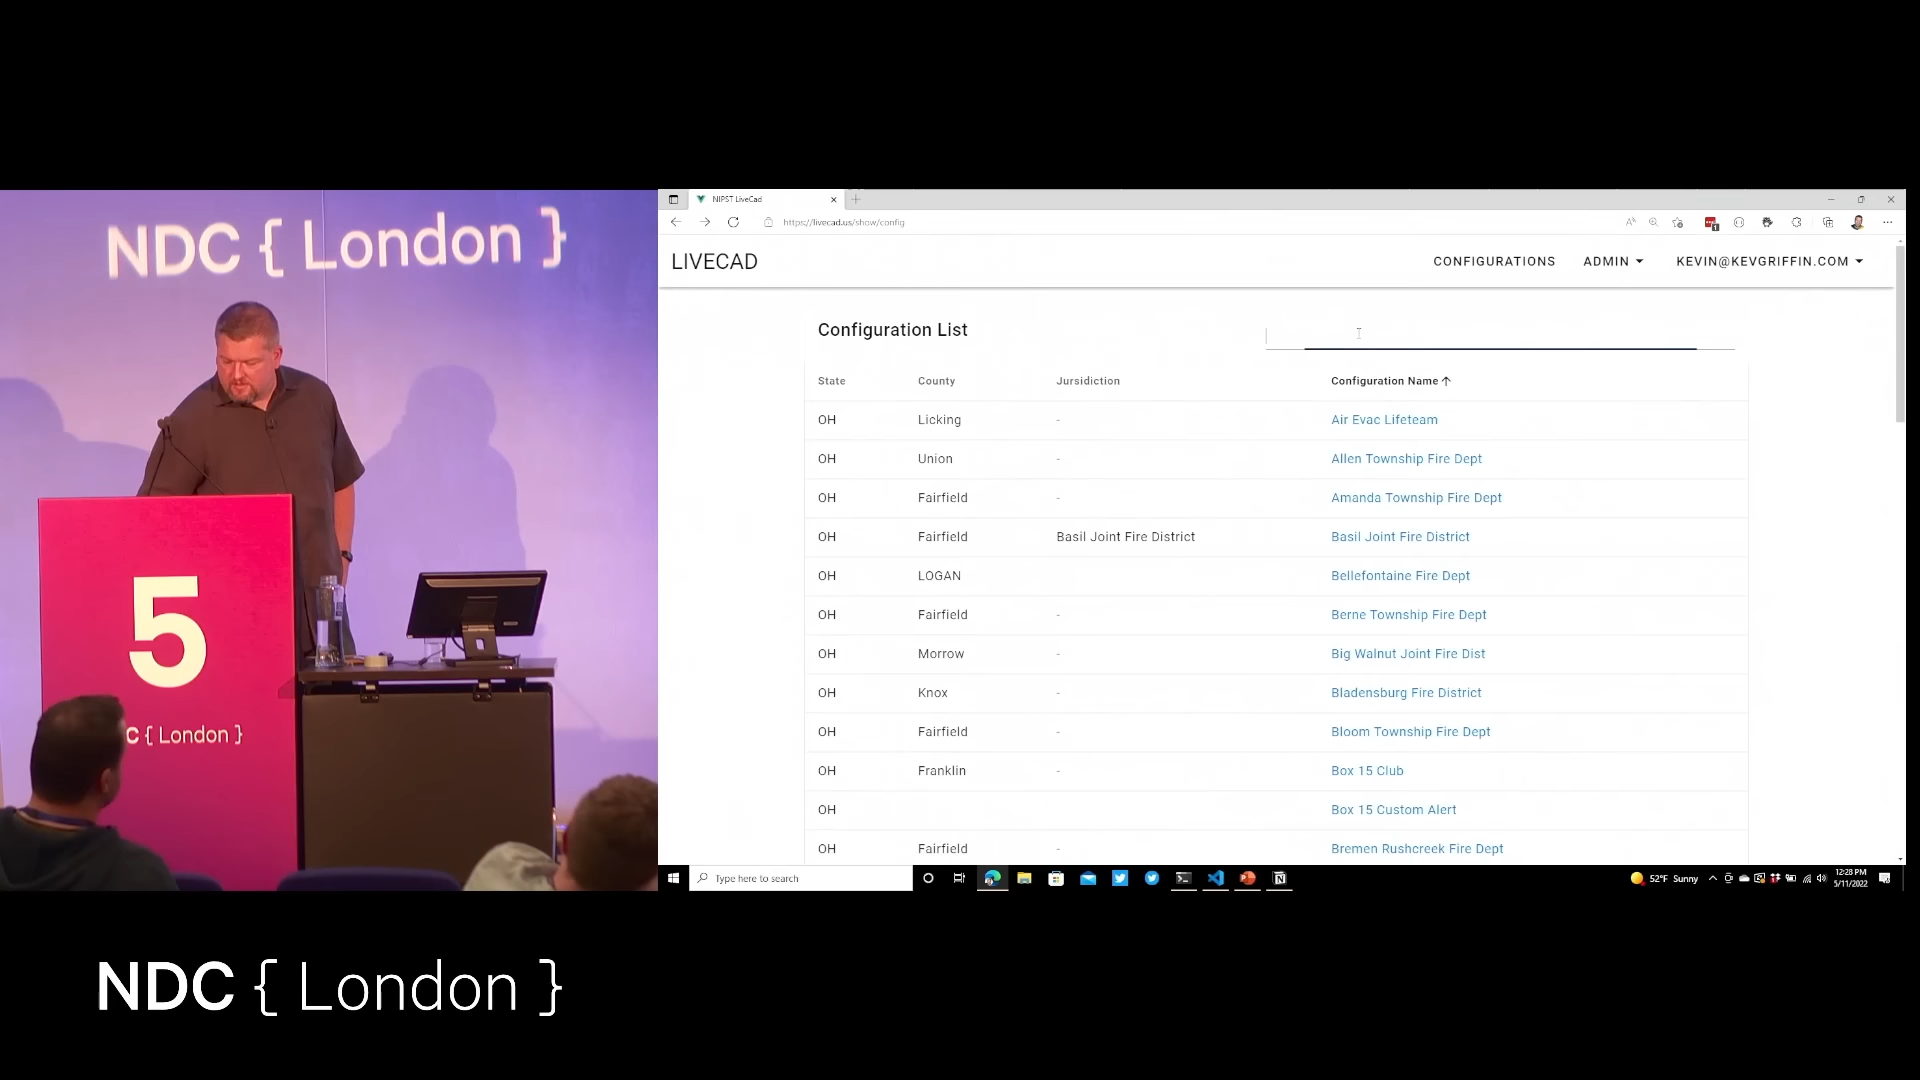 NDC { London }
5
C { London }
NDC { London }
NIPST LiveCad
https://livecad.us/show/config
LIVECAD
CONFIGURATIONS
ADMIN
KEVIN@KEVGRIFFIN.COM
Configuration List
State County Jursidiction Configuration Name
OH Licking - Air Evac Lifeteam
OH Union - Allen Township Fire Dept
OH Fairfield - Amanda Township Fire Dept
OH Fairfield Basil Joint Fire District Basil Joint Fire District
OH LOGAN Bellefontaine Fire Dept
OH Fairfield - Berne Township Fire Dept
OH Morrow - Big Walnut Joint Fire Dist
OH Knox - Bladensburg Fire District
OH Fairfield - Bloom Township Fire Dept
OH Franklin - Box 15 Club
OH Box 15 Custom Alert
OH Fairfield - Bremen Rushcreek Fire Dept
Type here to search
52°F Sunny
12:28 PM
5/11/2022